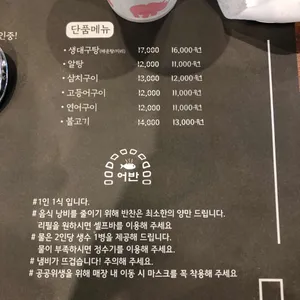 인증!
단품메뉴
• 생대구탕 17,000 16,000원
• 알탕 12,000 11,000원
• 삼치구이 12,000 11,000원
• 고등어구이 12,000 11,000원
• 연어구이 12,000 11,000원
• 불고기 14,000 13,000원
어반
#1인 1식 입니다.
# 음식 낭비를 줄이기 위해 반찬은 최소한의 양만 드립니다.
리필을 원하시면 셀프바를 이용해 주세요
# 물은 2인당 생수 1병을 제공해 드립니다.
물이 부족하시면 정수기를 이용해 주세요
# 냄비가 뜨겁습니다! 주의해 주세요.
# 공공위생을 위해 매장 내 이동 시 마스크를 꼭 착용해 주세요